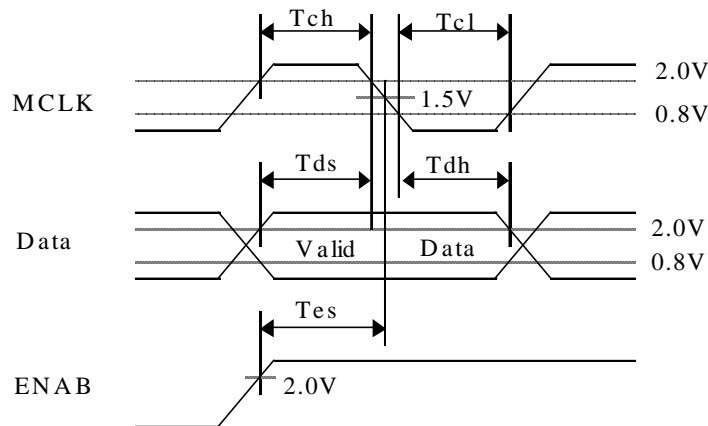 Tch Tcl
2.0V
MCLK 1.5V
0.8V
Tds Tdh
Data 2.0V
Valid Data
0.8V
Tes
ENAB 2.0V